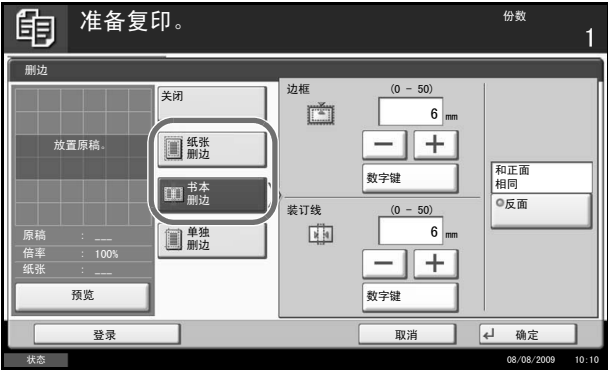 准备复印。
份数
1
删边
放置原稿。
原稿 : ---
倍率 : 100%
纸张 : ---
预览
关闭
纸张
删边
书本
删边
单独
删边
边框
(0 - 50)
6 mm
数字键
装订线
(0 - 50)
6 mm
数字键
和正面
相同
反面
登录
取消
确定
状态
08/08/2009 10:10